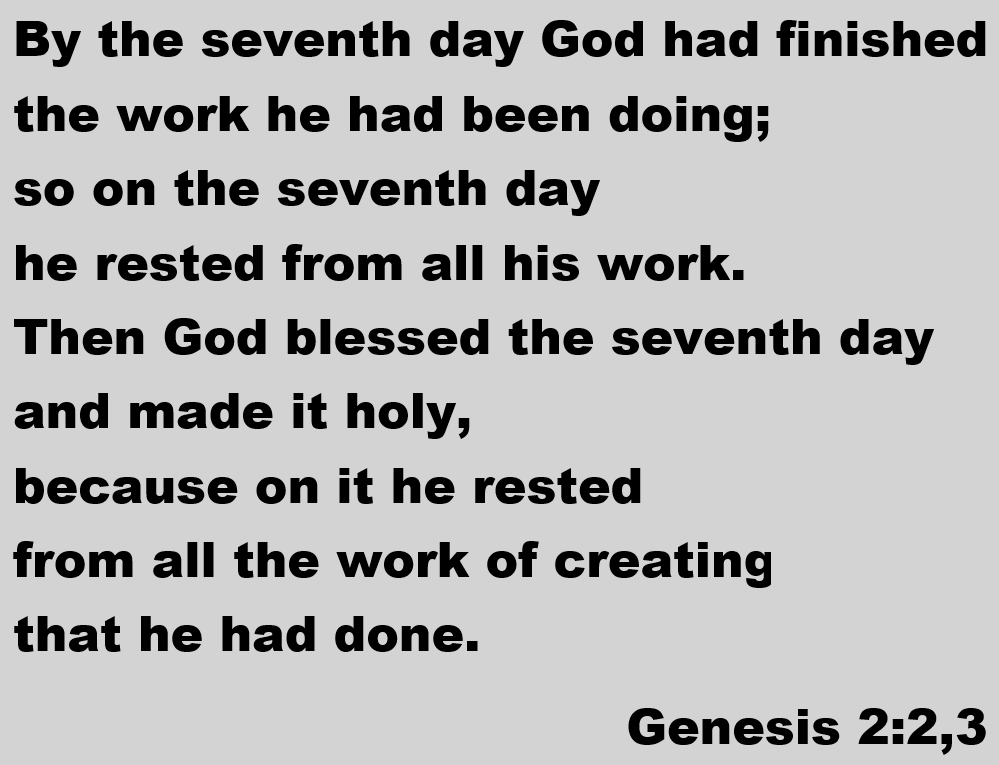 By the seventh day God had finished
the work he had been doing;
so on the seventh day
he rested from all his work.
Then God blessed the seventh day
and made it holy,
because on it he rested
from all the work of creating
that he had done.
Genesis 2:2,3